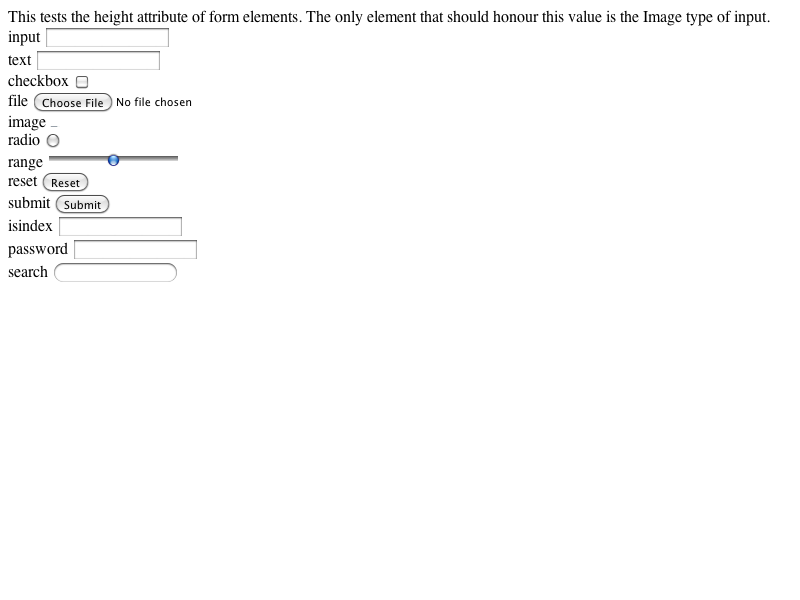 This tests the height attribute of form elements. The only element that should honour this value is the Image type of input.
input
text
checkbox
file Choose File No file chosen
image
radio
range
reset Reset
submit Submit
isindex
password
search